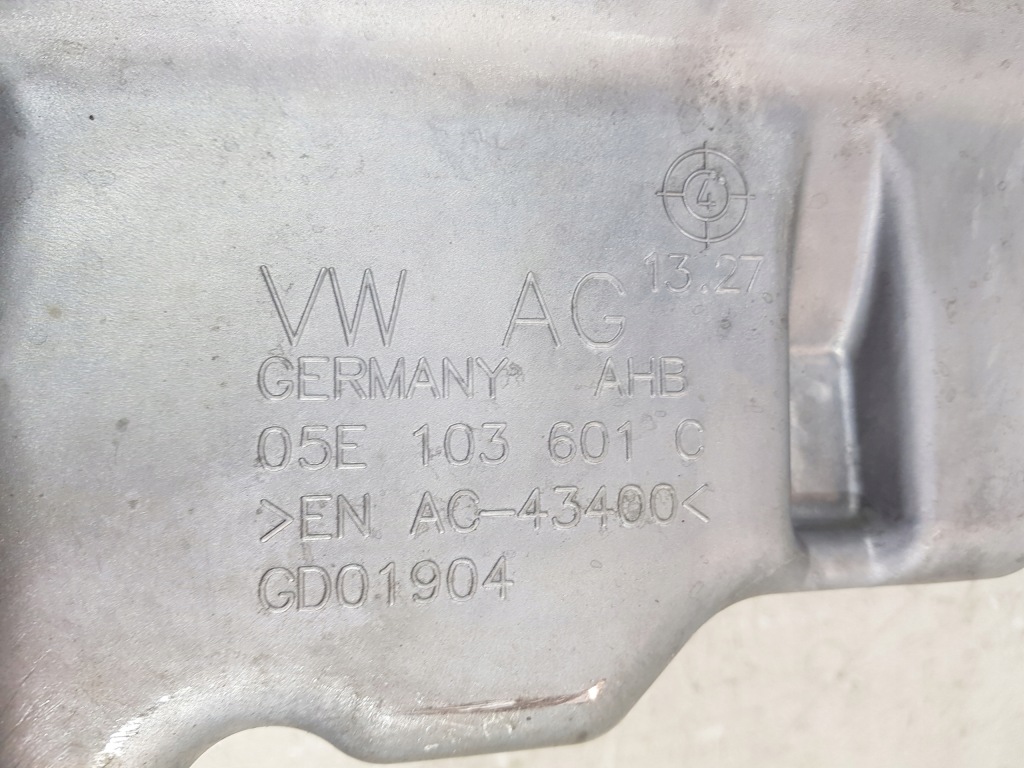 4
13.27
VW AG
GERMANY AHB
05E 103 601 C
>EN AC-43400<
GD01904